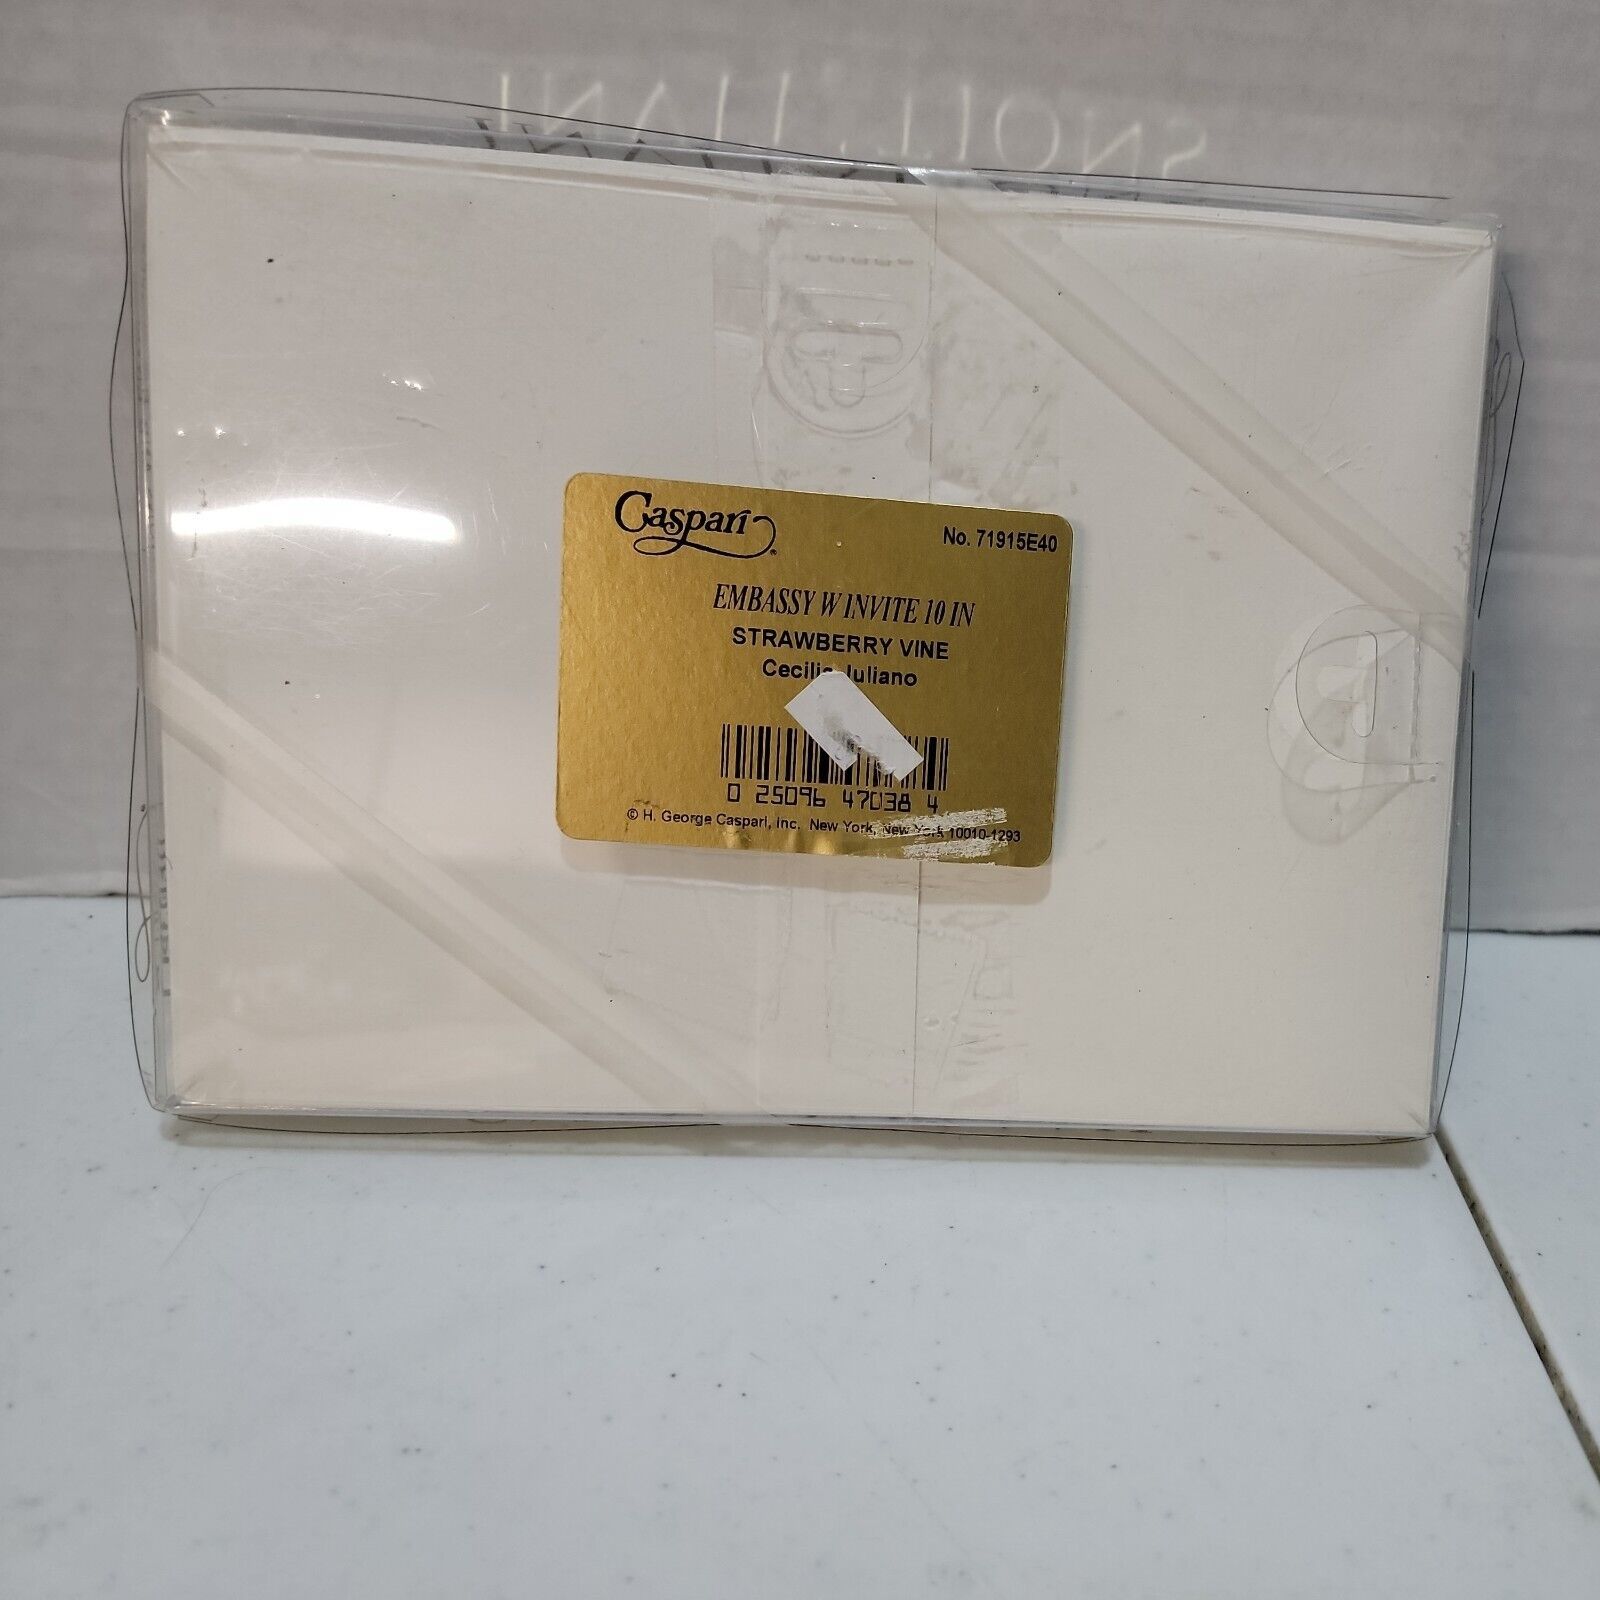 Caspari
No. 71915E40
EMBASSY W INVITE 10 IN
STRAWBERRY VINE
Cecilia Juliano
0 25096 47038 4
© H. George Caspari, Inc. New York, New York 10010-1293